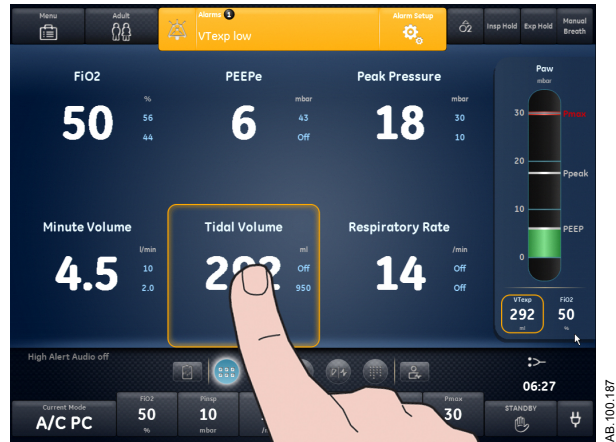 Menu
Adult
Alarms 1
VTexp low
Alarm Setup
O2
Insp Hold
Exp Hold
Manual
Breath
FiO2
%
50
56
44
PEEPe
mbar
6
43
Off
Peak Pressure
mbar
18
30
10
Paw
mbar
30
Pmax
20
Ppeak
10
PEEP
0
Minute Volume
l/min
4.5
10
2.0
Tidal Volume
ml
292
Off
950
Respiratory Rate
/min
14
Off
Off
VTexp
292
ml
FiO2
50
%
High Alert Audio off
06:27
Current Mode
A/C PC
FiO2
50
%
Pinsp
10
mbar
Pmax
30
STANDBY
AB.100.187